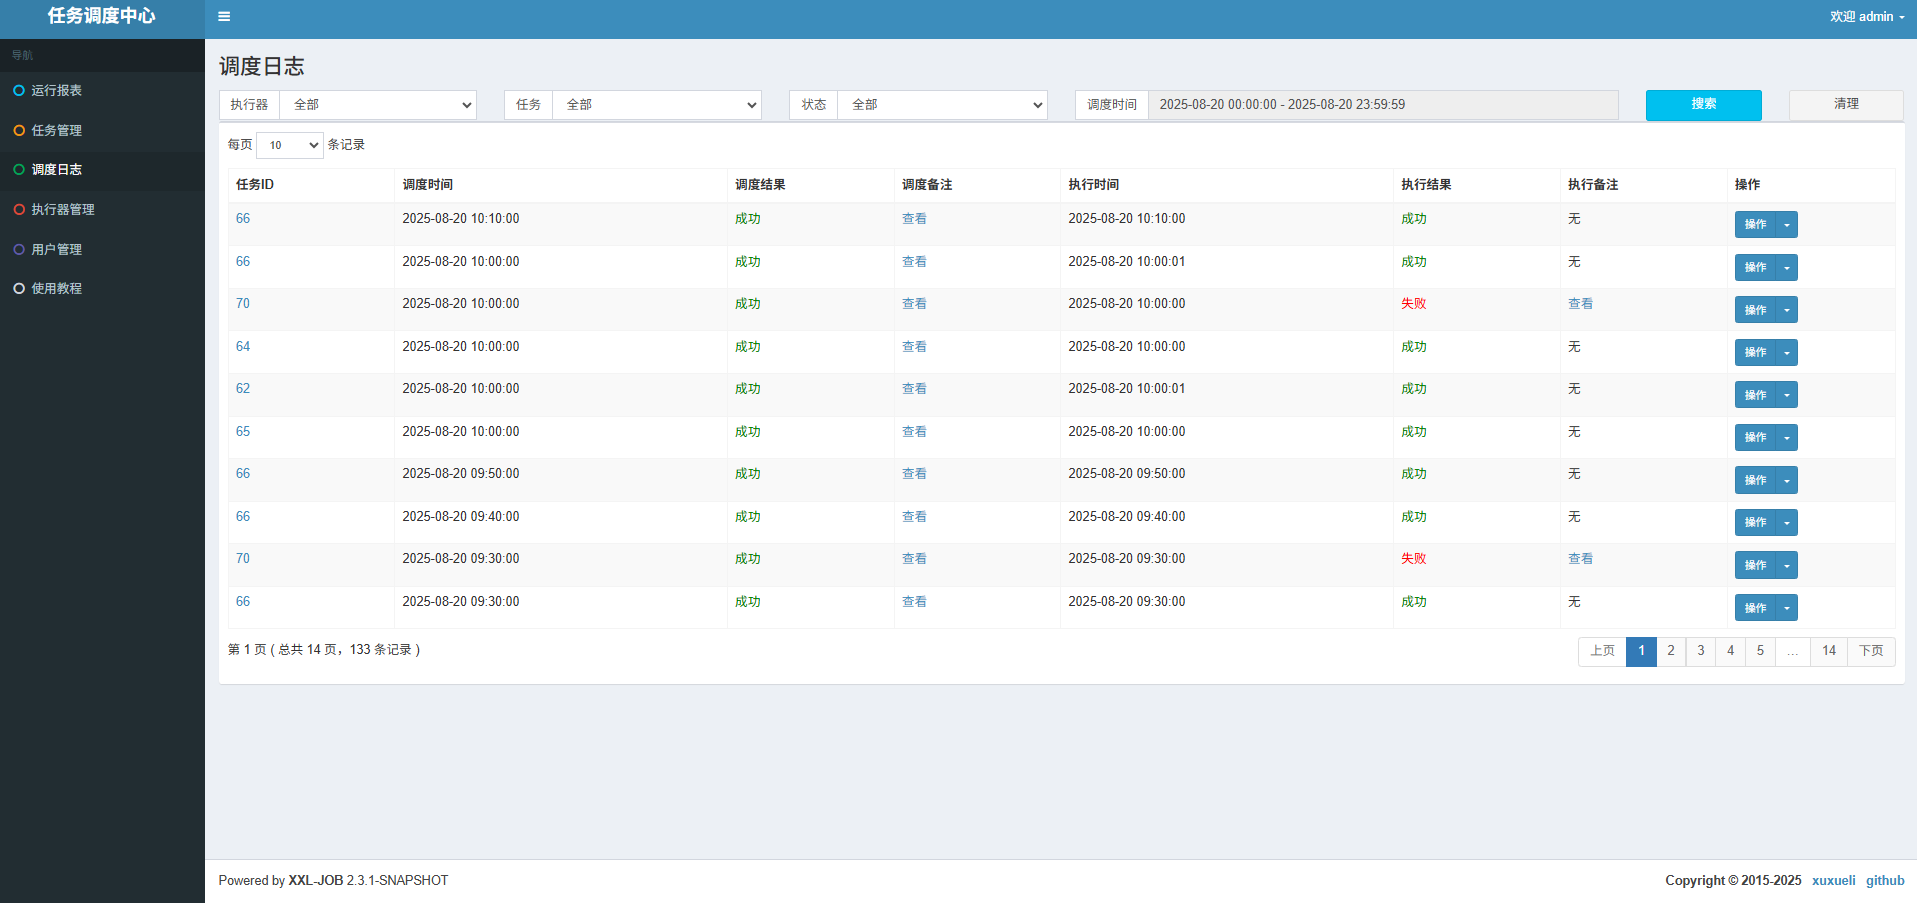 任务调度中心
欢迎 admin
导航
运行报表
任务管理
调度日志
执行器管理
用户管理
使用教程
调度日志
执行器 全部 任务 全部 状态 全部 调度时间 2025-08-20 00:00:00 - 2025-08-20 23:59:59 搜索 清理
每页 10 条记录
任务ID 调度时间 调度结果 调度备注 执行时间 执行结果 执行备注 操作
66 2025-08-20 10:10:00 成功 查看 2025-08-20 10:10:00 成功 无 操作
66 2025-08-20 10:00:00 成功 查看 2025-08-20 10:00:01 成功 无 操作
70 2025-08-20 10:00:00 成功 查看 2025-08-20 10:00:00 失败 查看 操作
64 2025-08-20 10:00:00 成功 查看 2025-08-20 10:00:00 成功 无 操作
62 2025-08-20 10:00:00 成功 查看 2025-08-20 10:00:01 成功 无 操作
65 2025-08-20 10:00:00 成功 查看 2025-08-20 10:00:00 成功 无 操作
66 2025-08-20 09:50:00 成功 查看 2025-08-20 09:50:00 成功 无 操作
66 2025-08-20 09:40:00 成功 查看 2025-08-20 09:40:00 成功 无 操作
70 2025-08-20 09:30:00 成功 查看 2025-08-20 09:30:00 失败 查看 操作
66 2025-08-20 09:30:00 成功 查看 2025-08-20 09:30:00 成功 无 操作
第 1 页 ( 总共 14 页，133 条记录 ) 上页 1 2 3 4 5 … 14 下页
Powered by XXL-JOB 2.3.1-SNAPSHOT Copyright © 2015-2025 xuxueli github